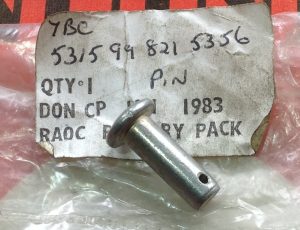 YBC
5315 99 821 5356
QTY 1 PIN
DON CP 1983
RAOC PACK